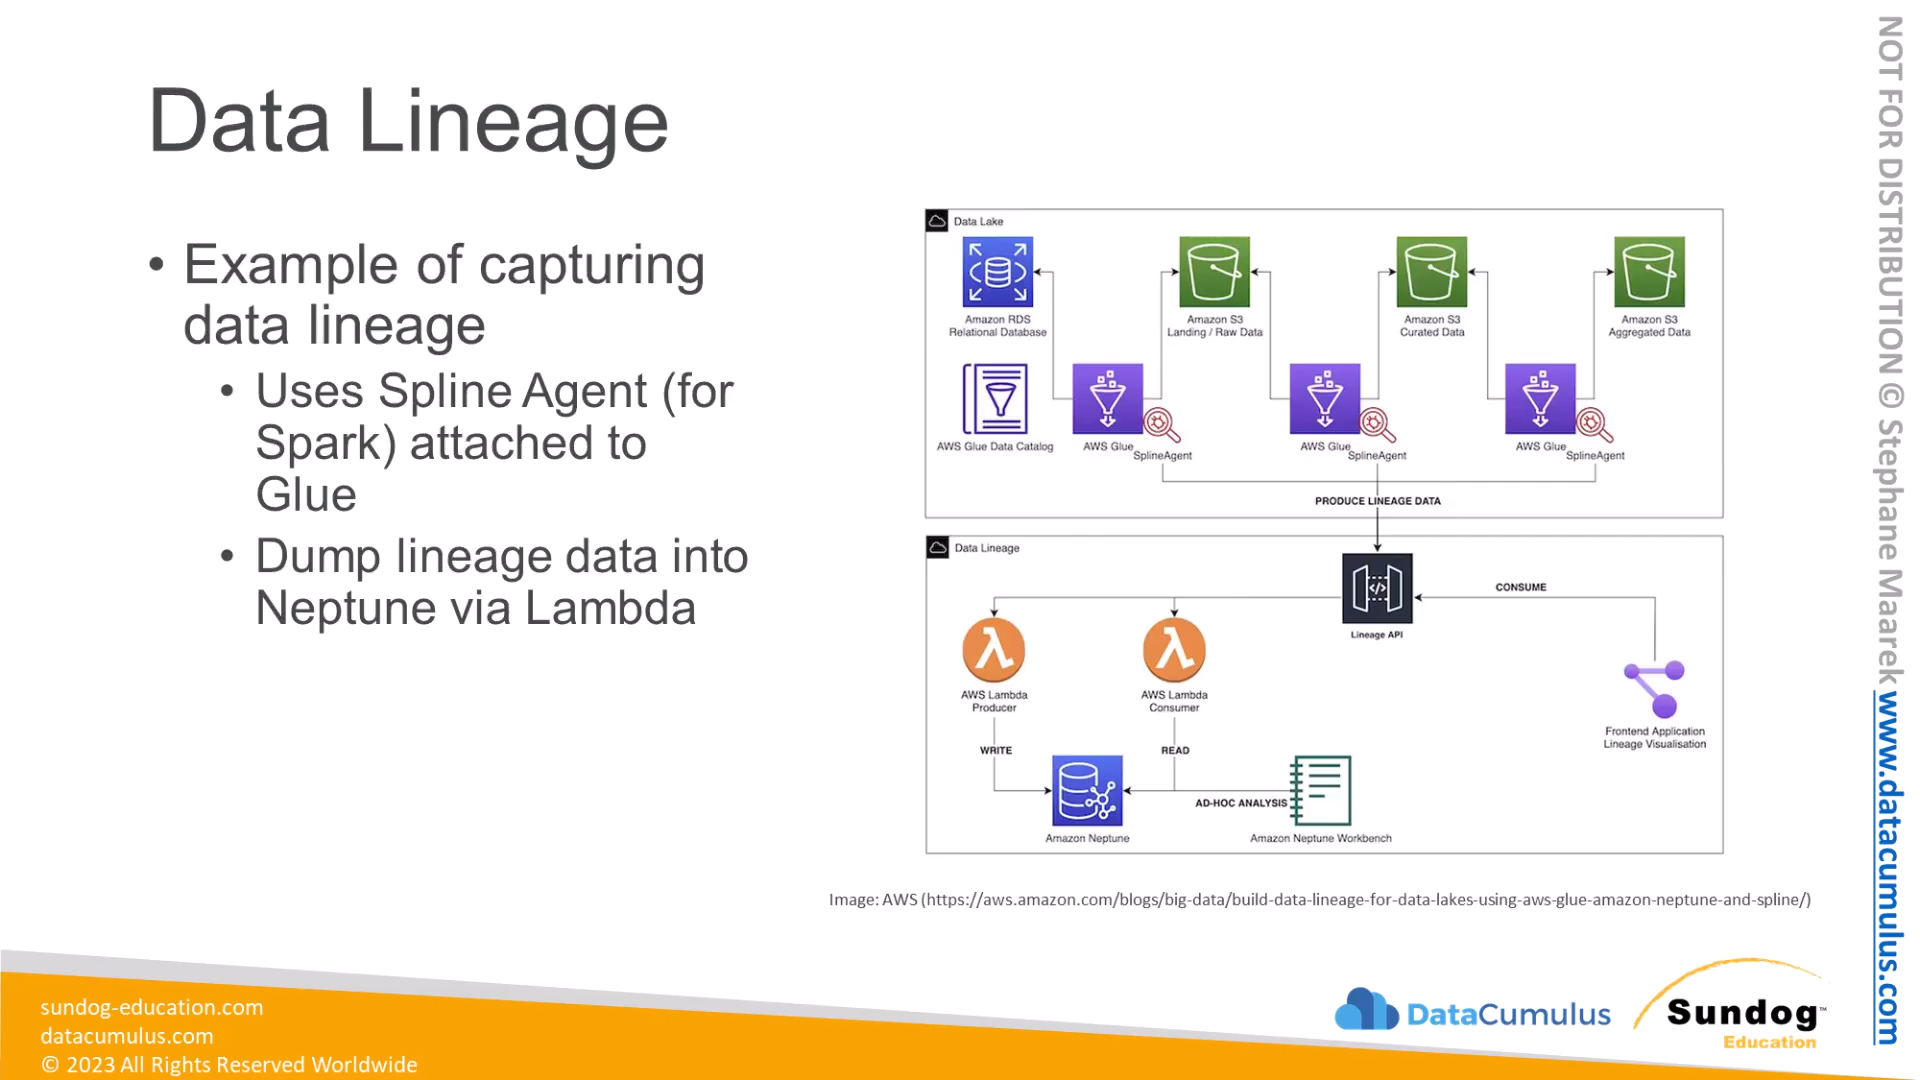 Data Lineage
• Example of capturing
data lineage
• Uses Spline Agent (for
Spark) attached to
Glue
• Dump lineage data into
Neptune via Lambda
Data Lake
Amazon RDS
Relational Database
Amazon S3
Landing / Raw Data
Amazon S3
Curated Data
Amazon S3
Aggregated Data
AWS Glue Data Catalog
AWS Glue
SplineAgent
AWS Glue
SplineAgent
AWS Glue
SplineAgent
PRODUCE LINEAGE DATA
Data Lineage
CONSUME
Lineage API
AWS Lambda
Producer
AWS Lambda
Consumer
Frontend Application
Lineage Visualisation
WRITE
READ
AD-HOC ANALYSIS
Amazon Neptune
Amazon Neptune Workbench
Image: AWS (https://aws.amazon.com/blogs/big-data/build-data-lineage-for-data-lakes-using-aws-glue-amazon-neptune-and-spline/)
sundog-education.com
datacumulus.com
© 2023 All Rights Reserved Worldwide
DataCumulus
Sundog™
Education
NOT FOR DISTRIBUTION © Stephane Maarek www.datacumulus.com